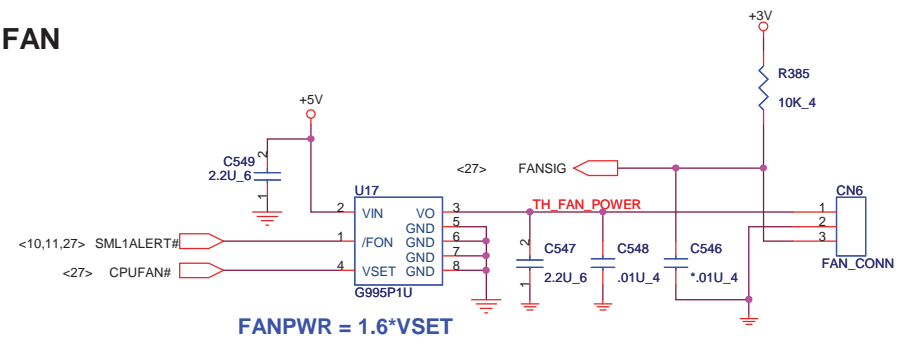 FAN
+3V
R385
10K_4
+5V
C549
2
2.2U_6
1
<27> FANSIG
CN6
U17
TH_FAN_POWER
2 VIN VO 3 1
GND 5 2
<10,11,27> SML1ALERT# 1 /FON GND 6 3
GND 7
<27> CPUFAN# 4 VSET GND 8
FAN_CONN
2 C547 C548 C546
1 2.2U_6 .01U_4 *.01U_4
G995P1U
FANPWR = 1.6*VSET